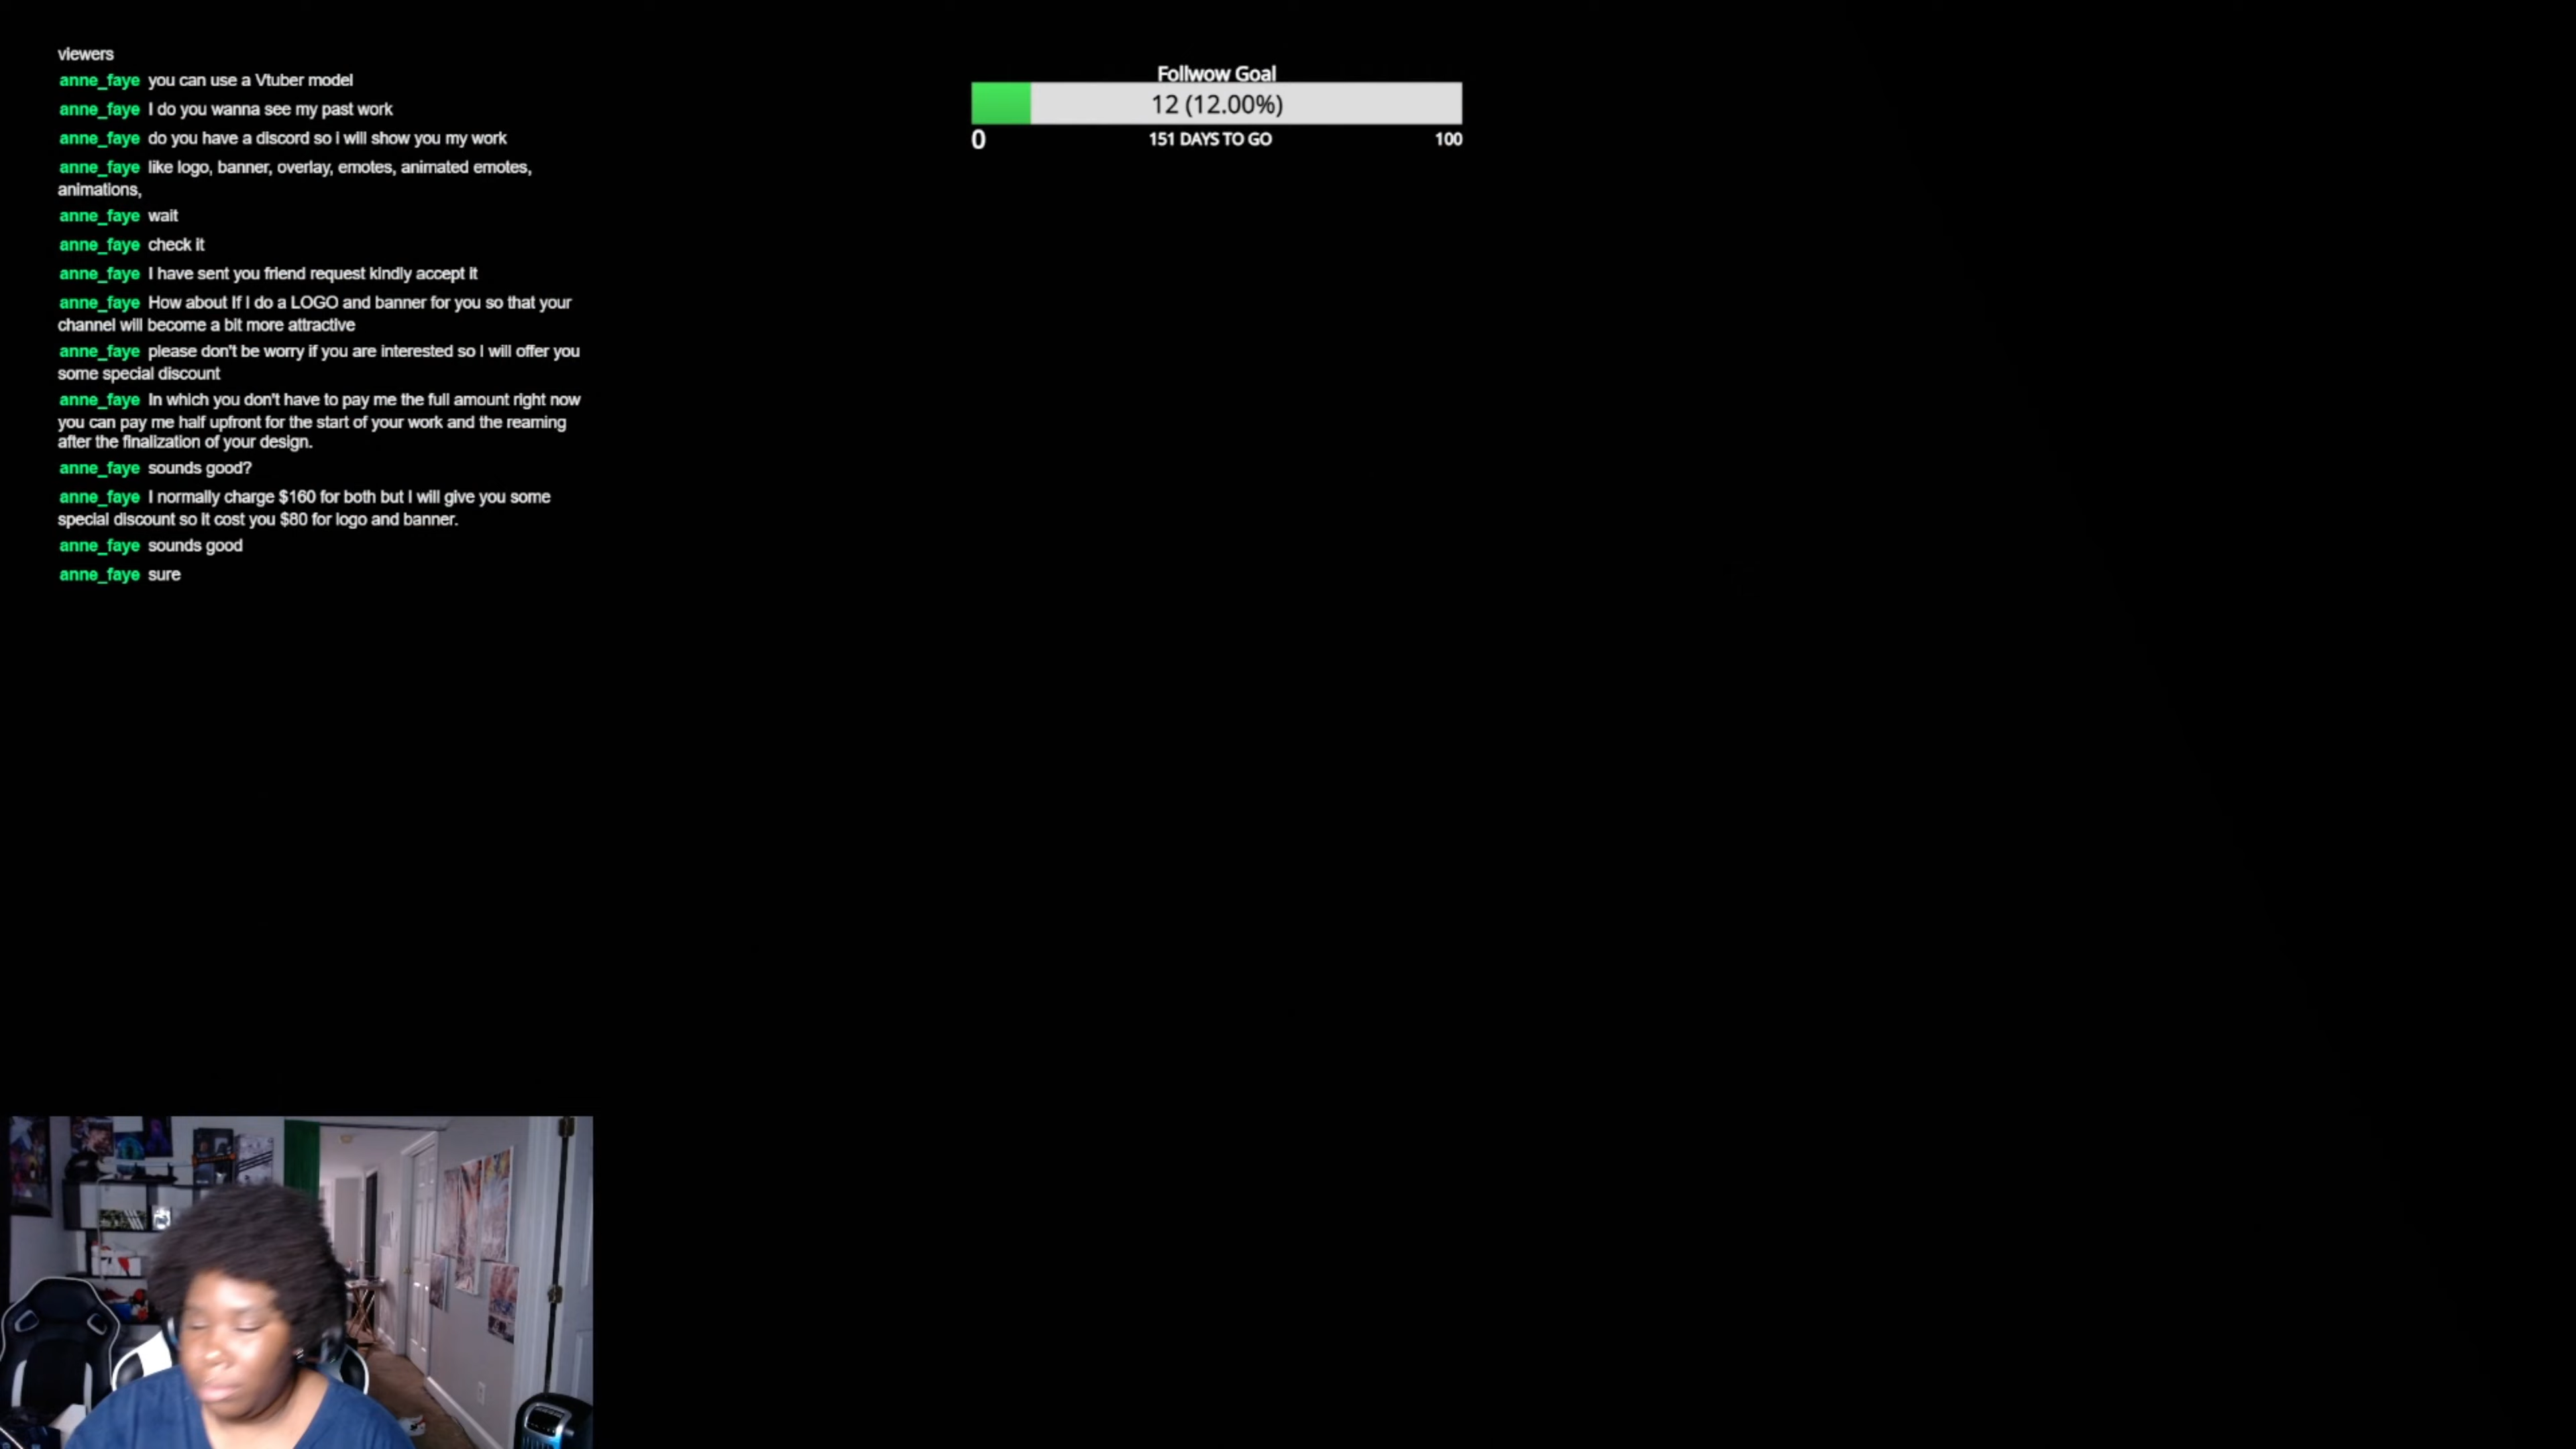 viewers
anne_faye you can use a Vtuber model
anne_faye I do you wanna see my past work
anne_faye do you have a discord so i will show you my work
anne_faye like logo, banner, overlay, emotes, animated emotes,
animations,
anne_faye wait
anne_faye check it
anne_faye I have sent you friend request kindly accept it
anne_faye How about If I do a LOGO and banner for you so that your
channel will become a bit more attractive
anne_faye please don't be worry if you are interested so I will offer you
some special discount
anne_faye In which you don't have to pay me the full amount right now
you can pay me half upfront for the start of your work and the reaming
after the finalization of your design.
anne_faye sounds good?
anne_faye I normally charge $160 for both but I will give you some
special discount so it cost you $80 for logo and banner.
anne_faye sounds good
anne_faye sure
Follwow Goal
12 (12.00%)
0 151 DAYS TO GO 100